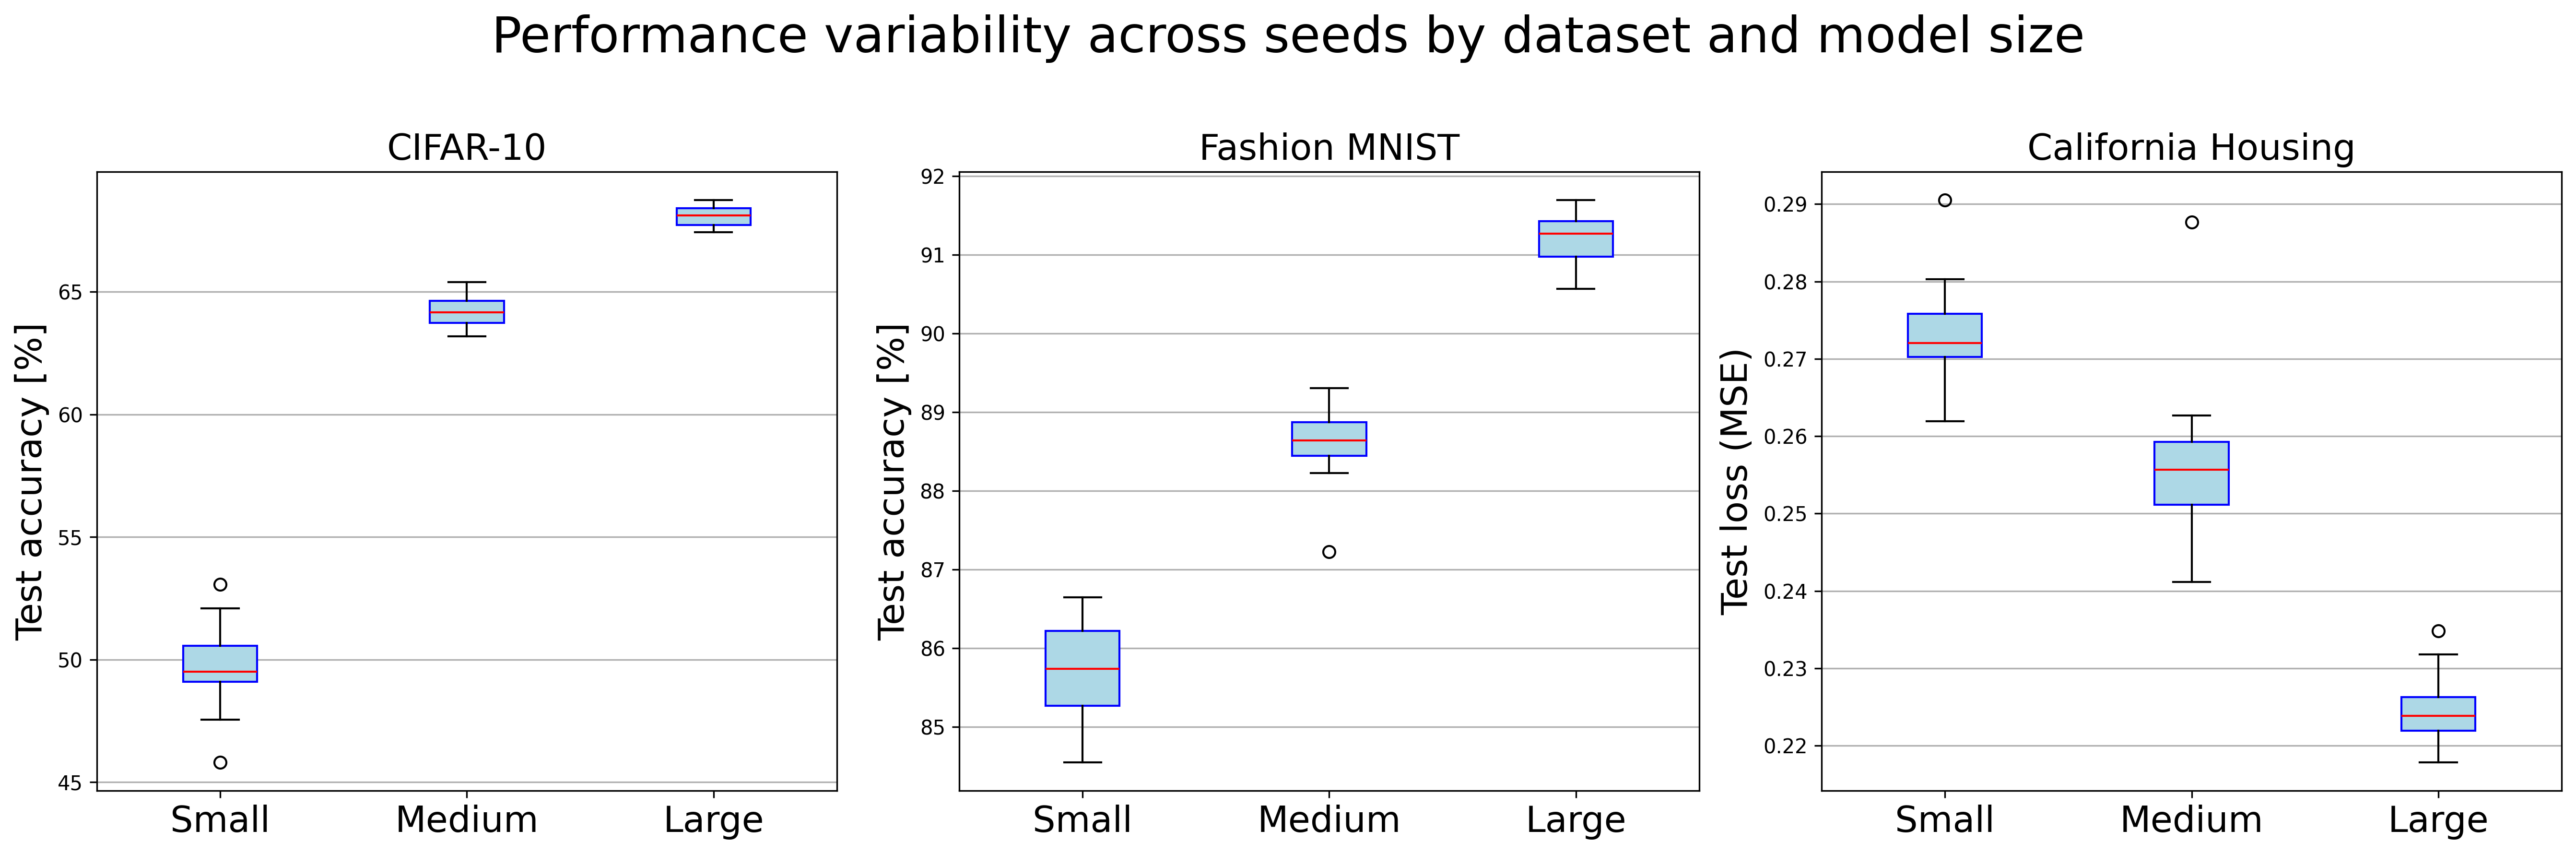 Performance variability across seeds by dataset and model size
CIFAR-10
Test accuracy [%]
65
60
55
50
45
Small Medium Large
Fashion MNIST
Test accuracy [%]
92
91
90
89
88
87
86
85
Small Medium Large
California Housing
Test loss (MSE)
0.29
0.28
0.27
0.26
0.25
0.24
0.23
0.22
Small Medium Large